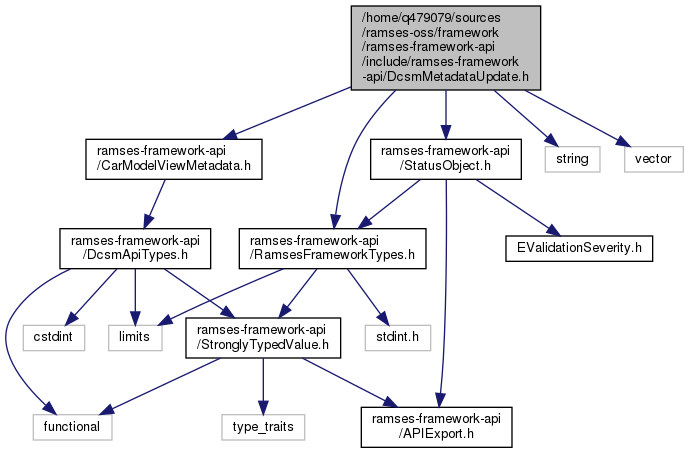 /home/q479079/sources
/ramses-oss/framework
/ramses-framework-api
/include/ramses-framework
-api/DcsmMetadataUpdate.h
ramses-framework-api
/CarModelViewMetadata.h
ramses-framework-api
/StatusObject.h
string
vector
ramses-framework-api
/DcsmApiTypes.h
ramses-framework-api
/RamsesFrameworkTypes.h
EValidationSeverity.h
cstdint
limits
ramses-framework-api
/StronglyTypedValue.h
stdint.h
functional
type_traits
ramses-framework-api
/APIExport.h